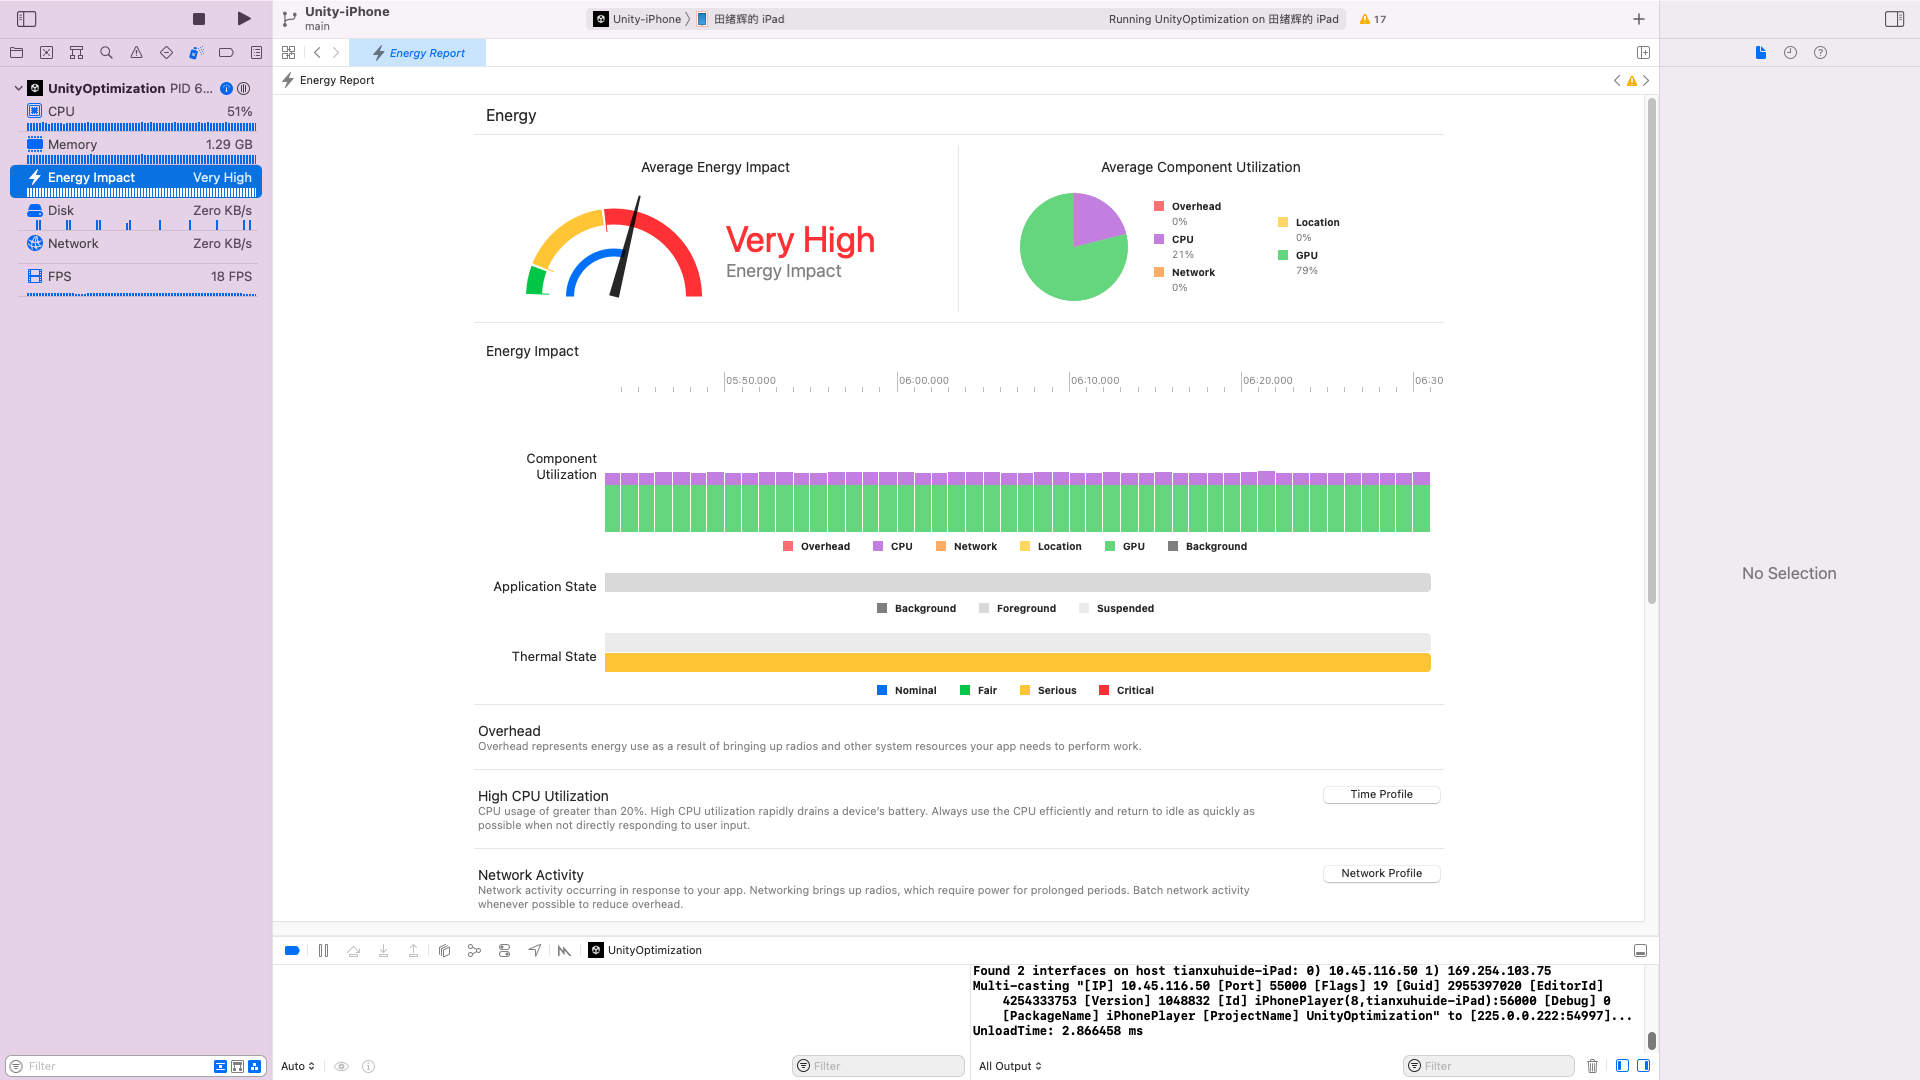 Unity-iPhone
main
Unity-iPhone 〉 田绪辉的 iPad
Running UnityOptimization on 田绪辉的 iPad
17
Energy Report
Energy Report
UnityOptimization PID 6...
CPU 51%
Memory 1.29 GB
Energy Impact Very High
Disk Zero KB/s
Network Zero KB/s
FPS 18 FPS
Energy
Average Energy Impact
Very High
Energy Impact
Average Component Utilization
Overhead
0%
CPU
21%
Network
0%
Location
0%
GPU
79%
Energy Impact
05:50.000 06:00.000 06:10.000 06:20.000 06:30
Component
Utilization
Overhead CPU Network Location GPU Background
Application State
Background Foreground Suspended
Thermal State
Nominal Fair Serious Critical
Overhead
Overhead represents energy use as a result of bringing up radios and other system resources your app needs to perform work.
High CPU Utilization
Time Profile
CPU usage of greater than 20%. High CPU utilization rapidly drains a device's battery. Always use the CPU efficiently and return to idle as quickly as
possible when not directly responding to user input.
Network Activity
Network Profile
Network activity occurring in response to your app. Networking brings up radios, which require power for prolonged periods. Batch network activity
whenever possible to reduce overhead.
No Selection
UnityOptimization
Found 2 interfaces on host tianxuhuide-iPad: 0) 10.45.116.50 1) 169.254.103.75
Multi-casting "[IP] 10.45.116.50 [Port] 55000 [Flags] 19 [Guid] 2955397020 [EditorId]
4254333753 [Version] 1048832 [Id] iPhonePlayer(8,tianxuhuide-iPad):56000 [Debug] 0
[PackageName] iPhonePlayer [ProjectName] UnityOptimization" to [225.0.0.222:54997]...
UnloadTime: 2.866458 ms
Filter
Auto
Filter
All Output
Filter